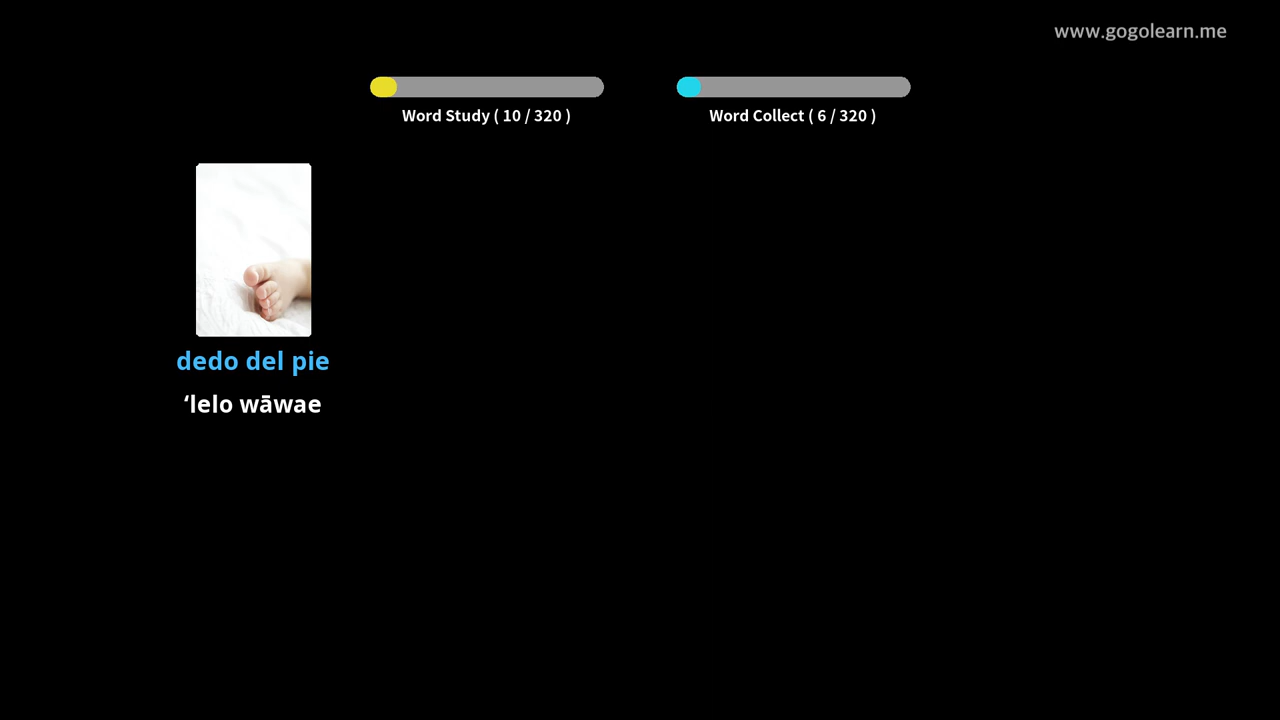 www.gogolearn.me
Word Study ( 10 / 320 )
Word Collect ( 6 / 320 )
dedo del pie
ʻlelo wāwae